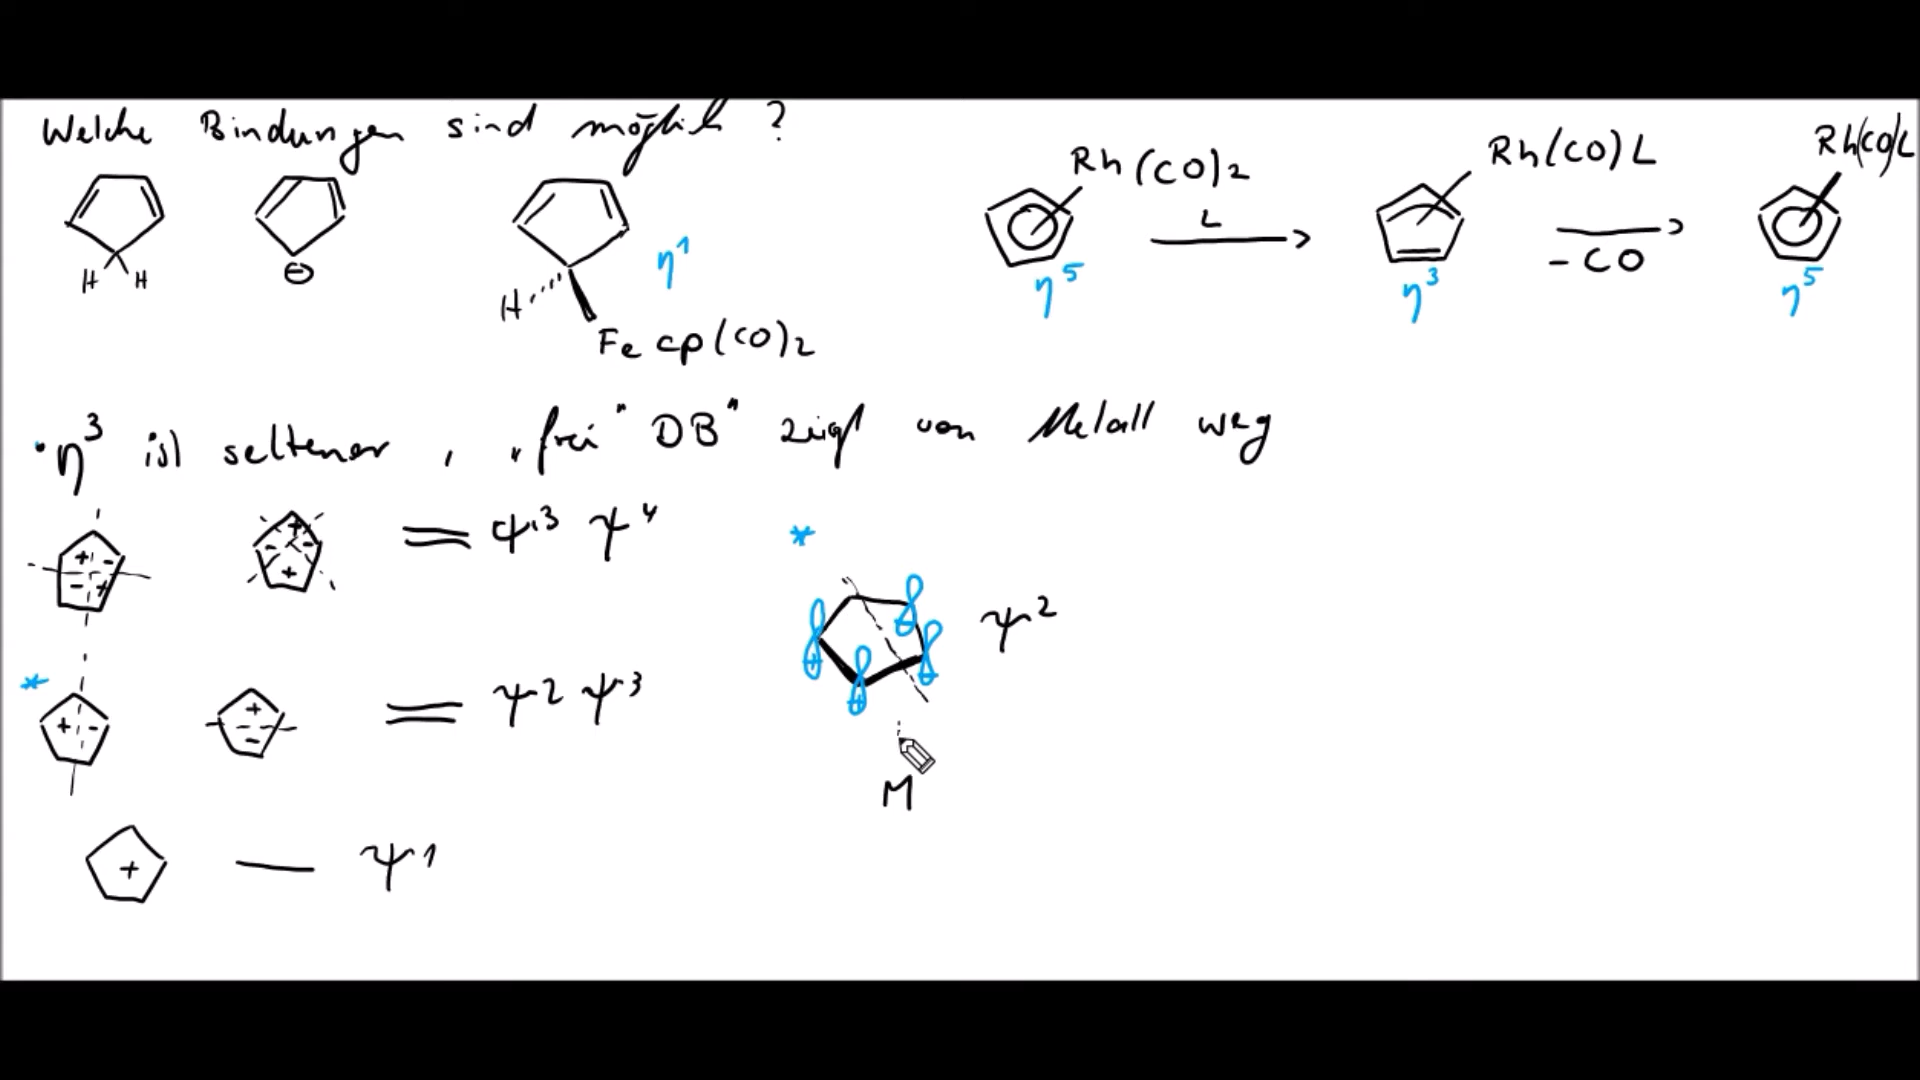 Welche Bindungen sind möglich ?
H H
⊖
H
Fe cp(CO)2
η1
Rh(CO)2
η5
L
Rh(CO)L
η3
-CO
Rh(CO)L
η5
• η3 ist seltener , „frei" DB" zeigt von Metall weg
+ - - +
+ - - +
ψ3 ψ4
*
+ -
+ -
ψ2 ψ3
+
ψ1
*
ψ2
M